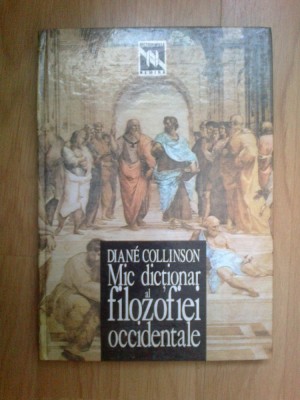 DIANÉ COLLINSON
Mic dicționar
al
filozofiei
occidentale